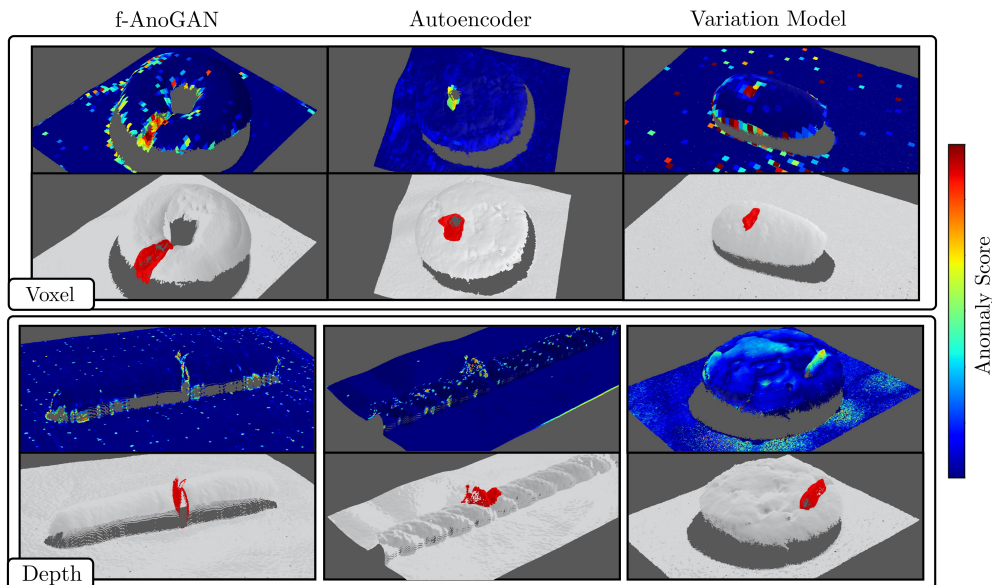 f-AnoGAN
Autoencoder
Variation Model
Voxel
Anomaly Score
Depth